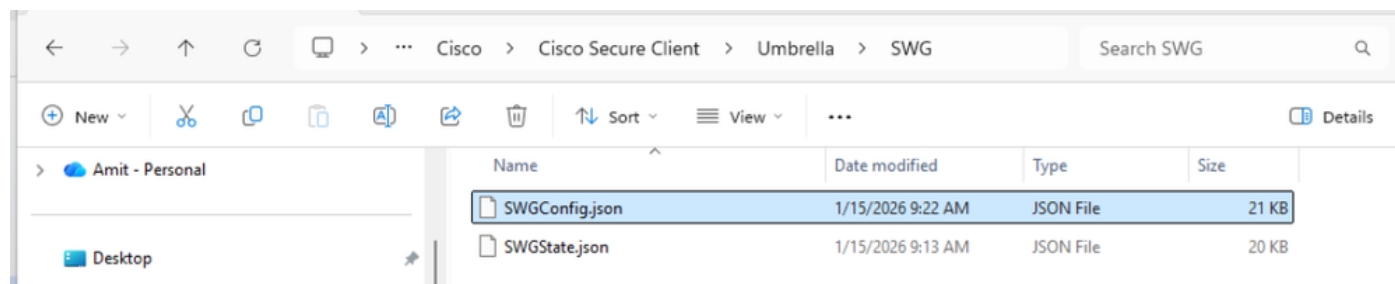 … Cisco > Cisco Secure Client > Umbrella > SWG Search SWG
New Sort View … Details
Amit - Personal
Desktop
Name Date modified Type Size
SWGConfig.json 1/15/2026 9:22 AM JSON File 21 KB
SWGState.json 1/15/2026 9:13 AM JSON File 20 KB